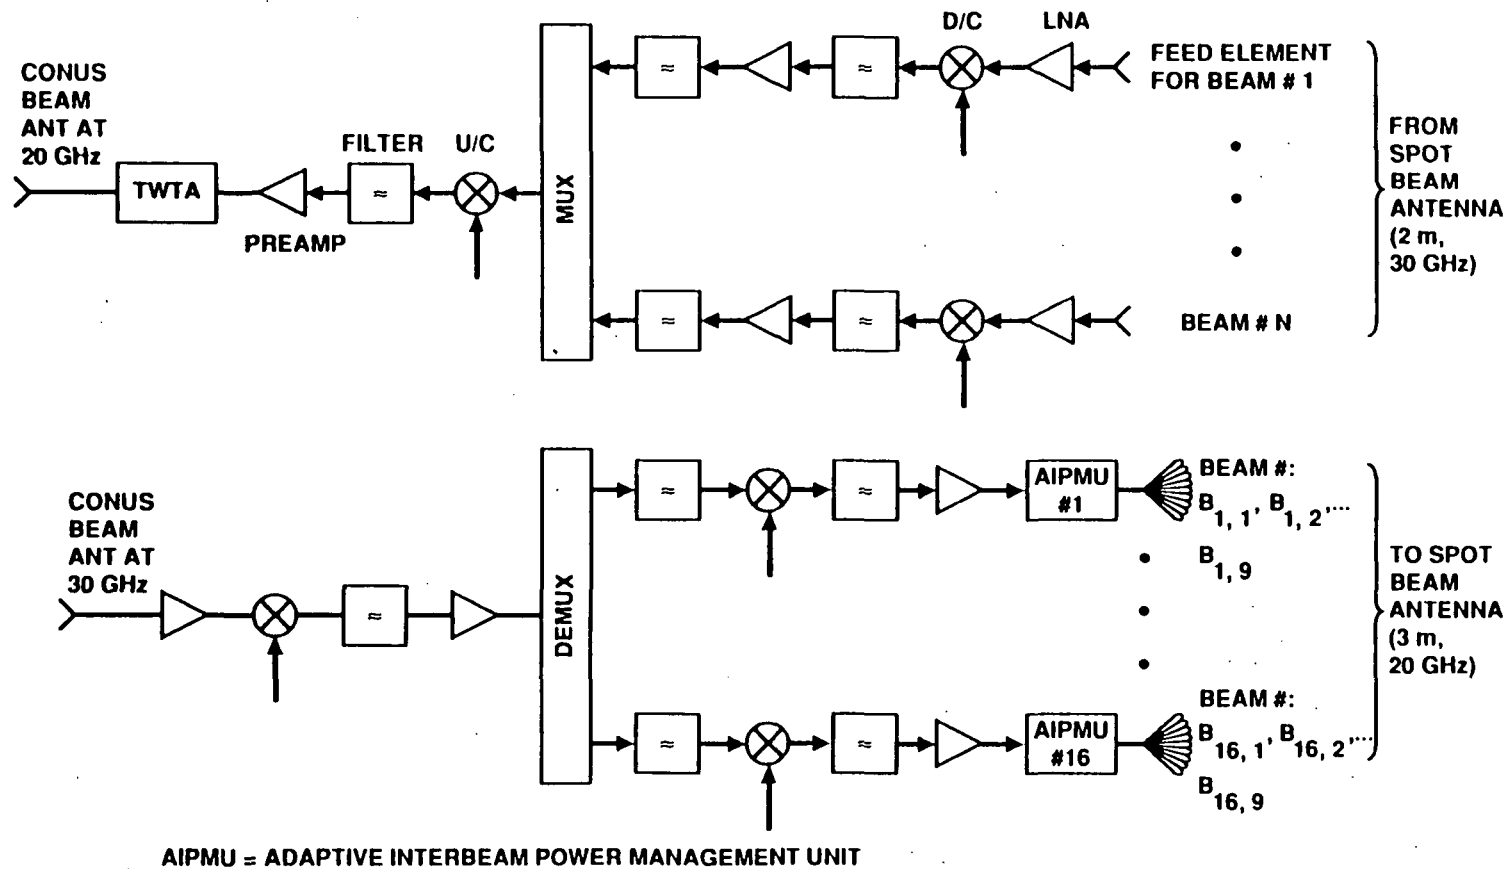 D/C
LNA
CONUS
BEAM
ANT AT
20 GHz
FEED ELEMENT
FOR BEAM # 1
FILTER
U/C
TWTA
≈
≈
≈
PREAMP
MUX
FROM
SPOT
BEAM
ANTENNA
(2 m,
30 GHz)
≈
≈
BEAM # N
CONUS
BEAM
ANT AT
30 GHz
≈
DEMUX
≈
≈
AIPMU
#1
BEAM #:
B1, 1, B1, 2,...
B1, 9
TO SPOT
BEAM
ANTENNA
(3 m,
20 GHz)
≈
≈
AIPMU
#16
BEAM #:
B16, 1, B16, 2,...
B16, 9
AIPMU = ADAPTIVE INTERBEAM POWER MANAGEMENT UNIT